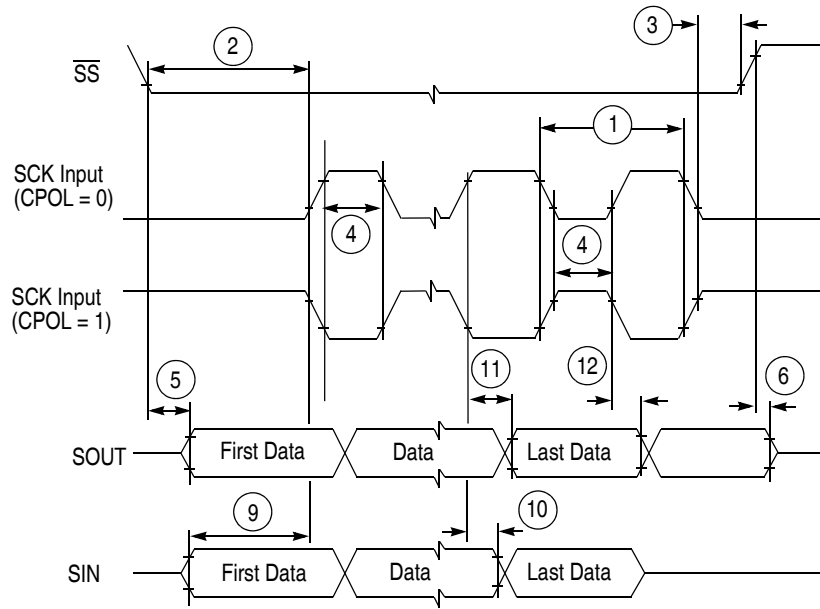 3
2
SS
1
SCK Input
(CPOL = 0)
4
4
SCK Input
(CPOL = 1)
5
11
12
6
SOUT
First Data
Data
Last Data
9
10
SIN
First Data
Data
Last Data